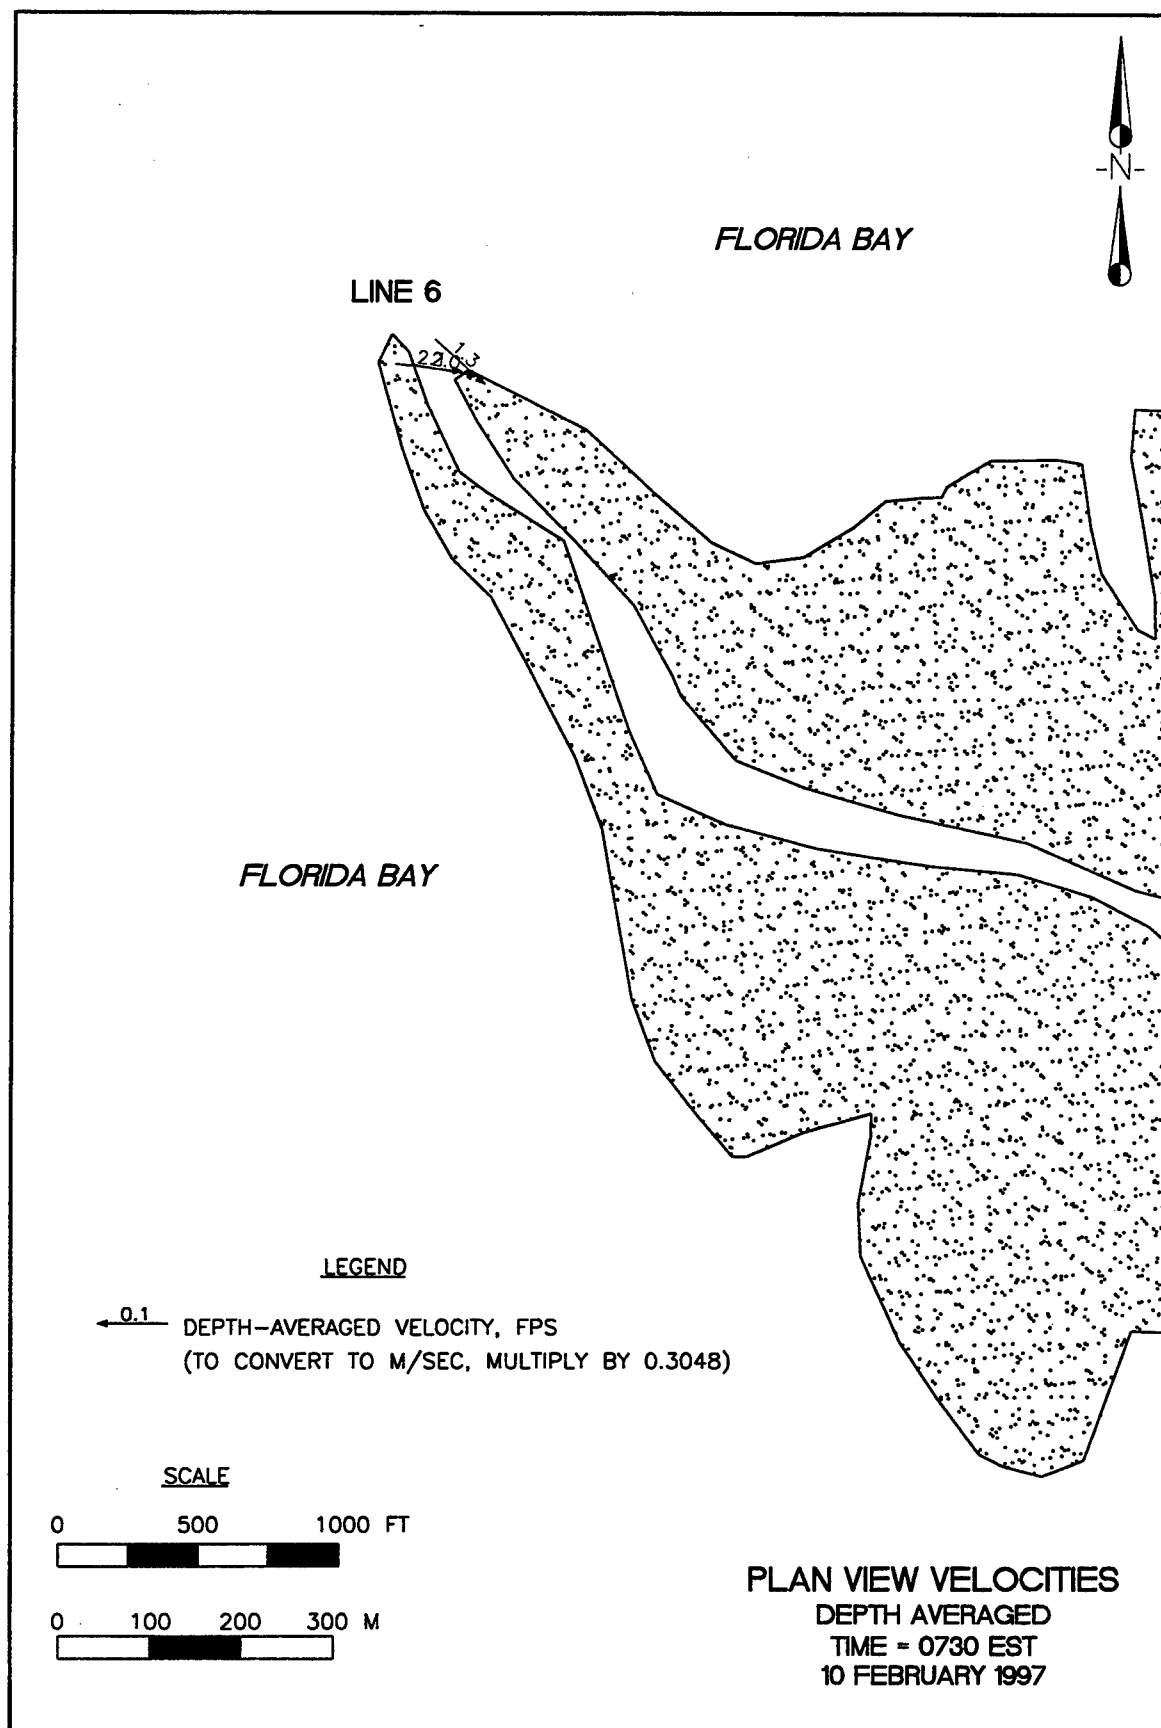 -N-
FLORIDA BAY
LINE 6
1.3
FLORIDA BAY
LEGEND
0.1
DEPTH-AVERAGED VELOCITY, FPS
(TO CONVERT TO M/SEC, MULTIPLY BY 0.3048)
SCALE
0 500 1000 FT
0 100 200 300 M
PLAN VIEW VELOCITIES
DEPTH AVERAGED
TIME = 0730 EST
10 FEBRUARY 1997